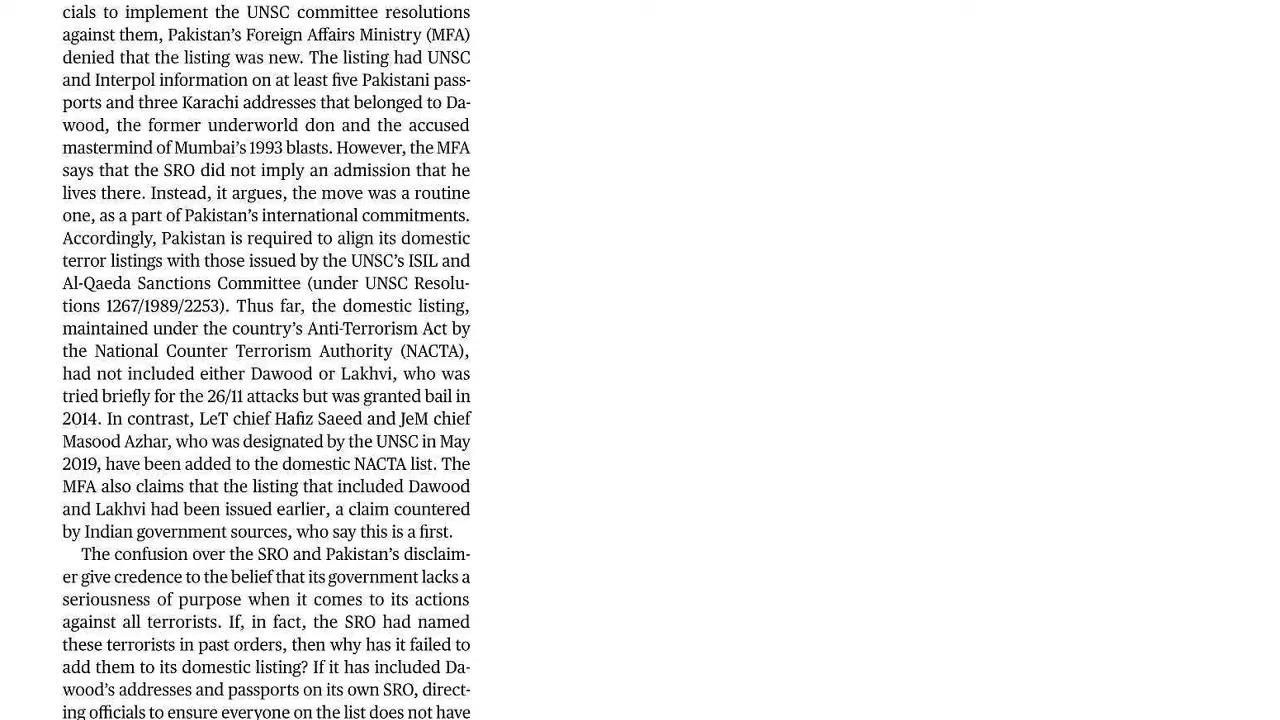 cials to implement the UNSC committee resolutions
against them, Pakistan's Foreign Affairs Ministry (MFA)
denied that the listing was new. The listing had UNSC
and Interpol information on at least five Pakistani pass-
ports and three Karachi addresses that belonged to Da-
wood, the former underworld don and the accused
mastermind of Mumbai's 1993 blasts. However, the MFA
says that the SRO did not imply an admission that he
lives there. Instead, it argues, the move was a routine
one, as a part of Pakistan's international commitments.
Accordingly, Pakistan is required to align its domestic
terror listings with those issued by the UNSC's ISIL and
Al-Qaeda Sanctions Committee (under UNSC Resolu-
tions 1267/1989/2253). Thus far, the domestic listing,
maintained under the country's Anti-Terrorism Act by
the National Counter Terrorism Authority (NACTA),
had not included either Dawood or Lakhvi, who was
tried briefly for the 26/11 attacks but was granted bail in
2014. In contrast, LeT chief Hafiz Saeed and JeM chief
Masood Azhar, who was designated by the UNSC in May
2019, have been added to the domestic NACTA list. The
MFA also claims that the listing that included Dawood
and Lakhvi had been issued earlier, a claim countered
by Indian government sources, who say this is a first.
The confusion over the SRO and Pakistan's disclaim-
er give credence to the belief that its government lacks a
seriousness of purpose when it comes to its actions
against all terrorists. If, in fact, the SRO had named
these terrorists in past orders, then why has it failed to
add them to its domestic listing? If it has included Da-
wood's addresses and passports on its own SRO, direct-
ing officials to ensure everyone on the list does not have